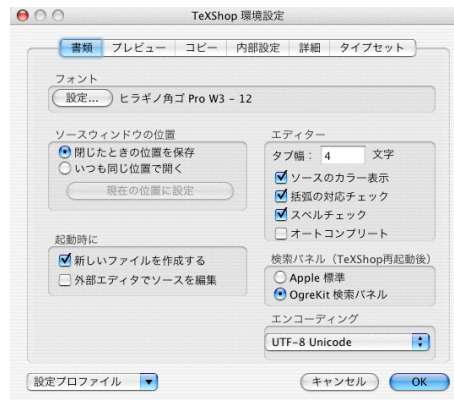 TeXShop 環境設定
書類 プレビュー コピー 内部設定 詳細 タイプセット
フォント
設定... ヒラギノ角ゴ Pro W3 - 12
ソースウィンドウの位置
閉じたときの位置を保存
いつも同じ位置で開く
現在の位置に設定
起動時に
新しいファイルを作成する
外部エディタでソースを編集
エディター
タブ幅： 4 文字
ソースのカラー表示
括弧の対応チェック
スペルチェック
オートコンプリート
検索パネル（TeXShop再起動後）
Apple 標準
OgreKit 検索パネル
エンコーディング
UTF-8 Unicode
設定プロファイル
キャンセル OK